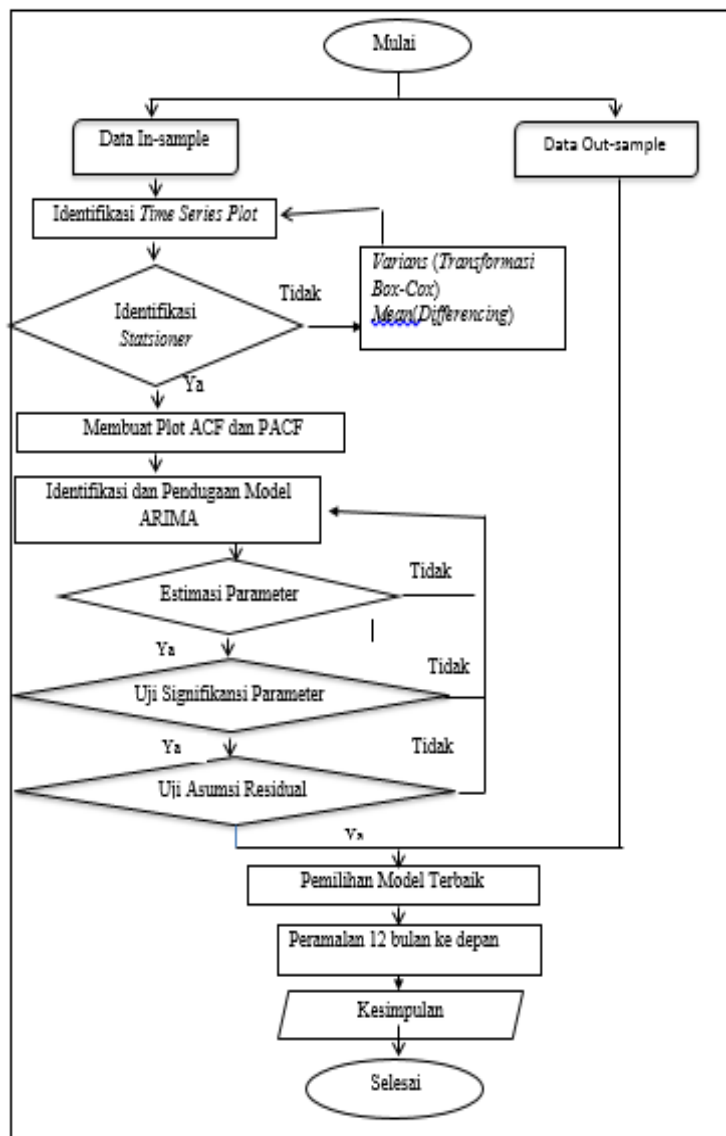 Mulai
Data In-sample
Data Out-sample
Identifikasi Time Series Plot
Varians (Transformasi
Box-Cox)
Mean(Differencing)
Identifikasi
Statsioner
Tidak
Ya
Membuat Plot ACF dan PACF
Identifikasi dan Pendugaan Model
ARIMA
Estimasi Parameter
Tidak
Ya
Uji Signifikansi Parameter
Tidak
Ya
Uji Asumsi Residual
Tidak
Ya
Pemilihan Model Terbaik
Peramalan 12 bulan ke depan
Kesimpulan
Selesai